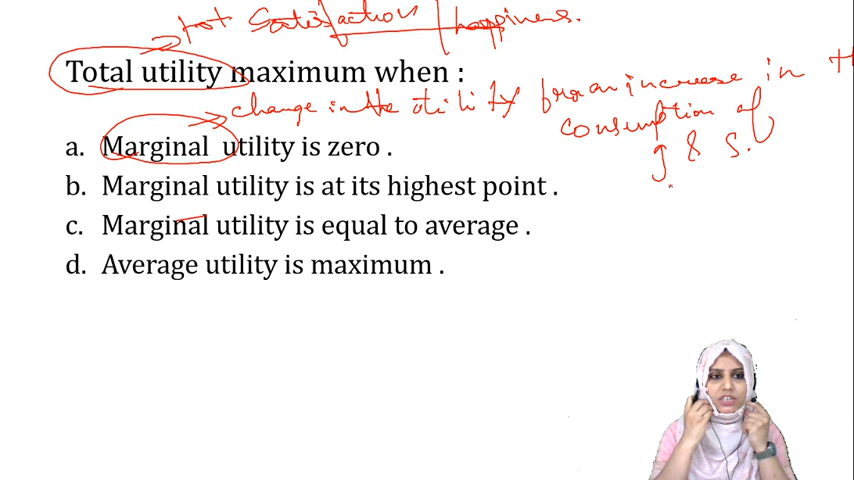 tot Satisfaction / happiness.
Total utility maximum when :
change in the utility from an increase in th
consumption of
g & s.
a. Marginal utility is zero .
b. Marginal utility is at its highest point .
c. Marginal utility is equal to average .
d. Average utility is maximum .